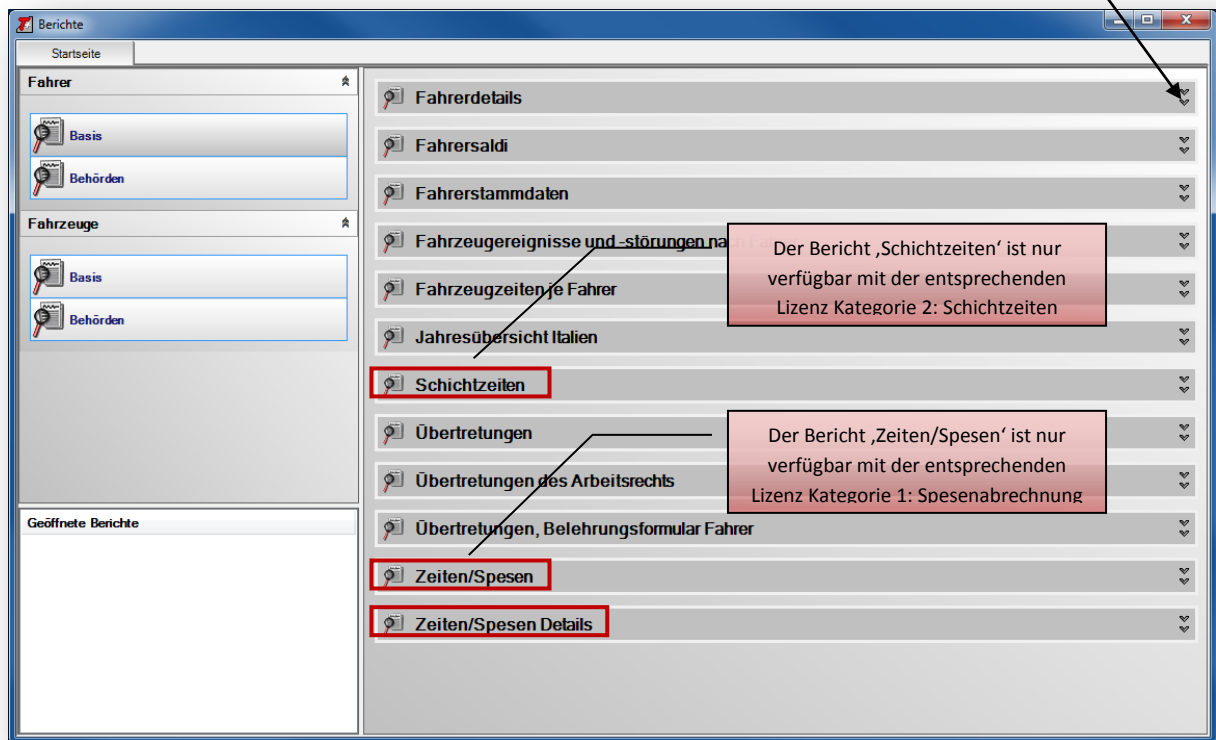 Berichte
Startseite
Fahrer
Basis
Behörden
Fahrzeuge
Basis
Behörden
Geöffnete Berichte
Fahrerdetails
Fahrersaldi
Fahrerstammdaten
Fahrzeugereignisse und -störungen nach
Fahrzeugzeiten je Fahrer
Jahresübersicht Italien
Schichtzeiten
Übertretungen
Übertretungen des Arbeitsrechts
Übertretungen, Belehrungsformular Fahrer
Zeiten/Spesen
Zeiten/Spesen Details
Der Bericht ‚Schichtzeiten‘ ist nur
verfügbar mit der entsprechenden
Lizenz Kategorie 2: Schichtzeiten
Der Bericht ‚Zeiten/Spesen‘ ist nur
verfügbar mit der entsprechenden
Lizenz Kategorie 1: Spesenabrechnung